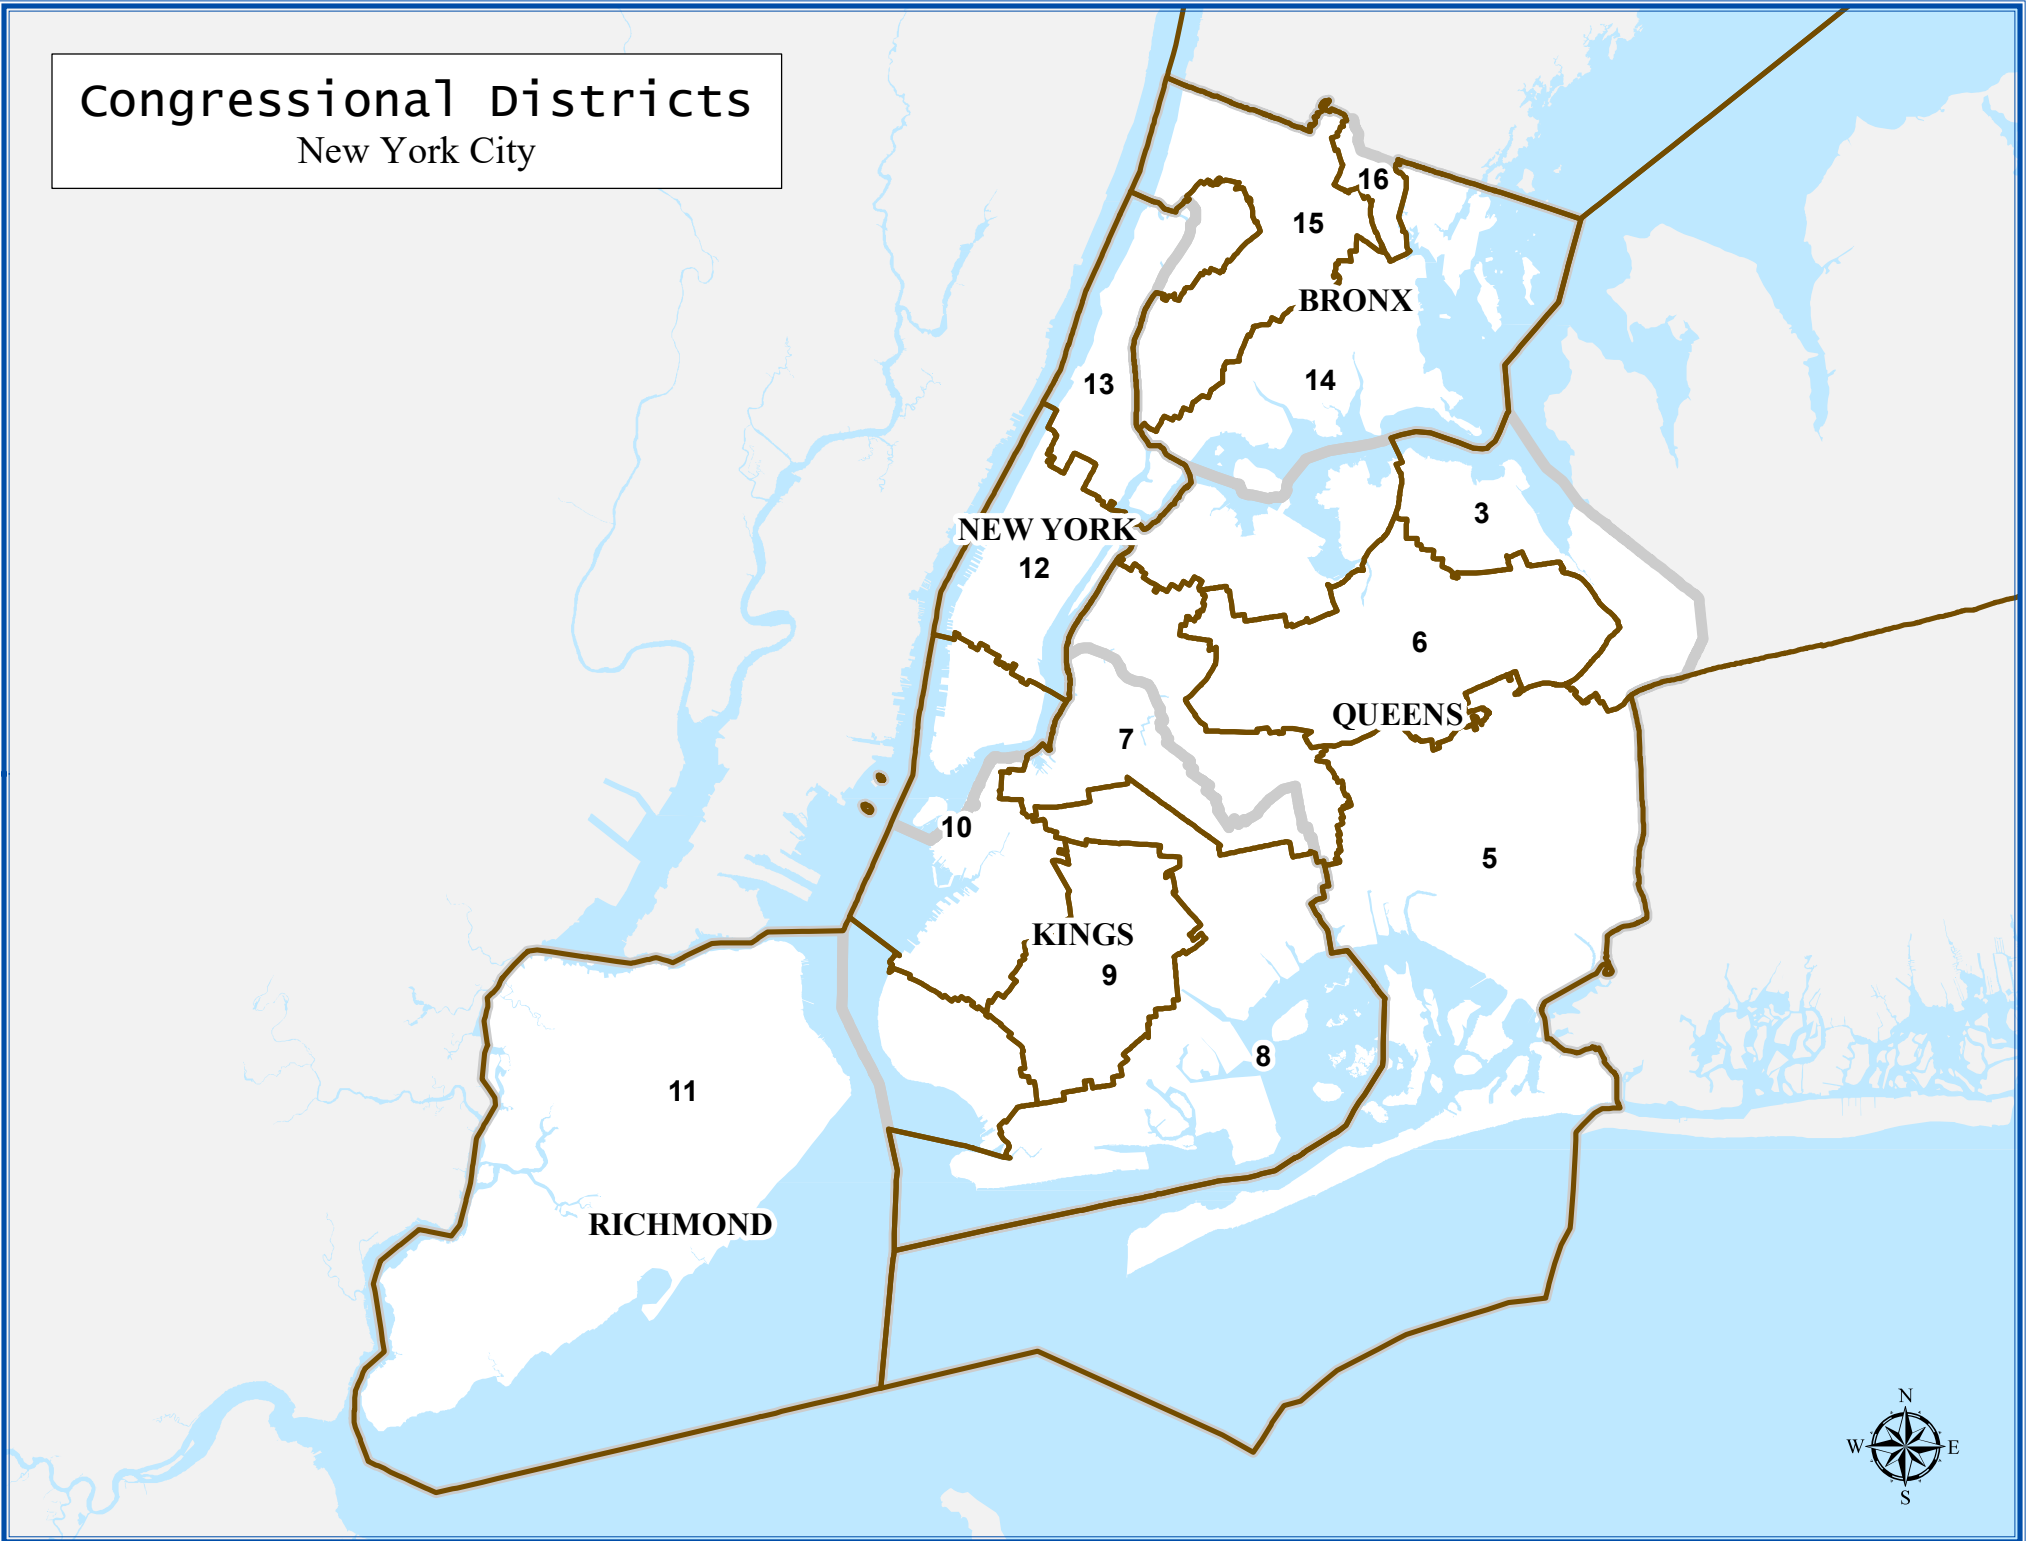 Congressional Districts
New York City
16
15
BRONX
13
14
3
NEW YORK
12
6
QUEENS
7
10
5
KINGS
9
8
11
RICHMOND
N
W E
S